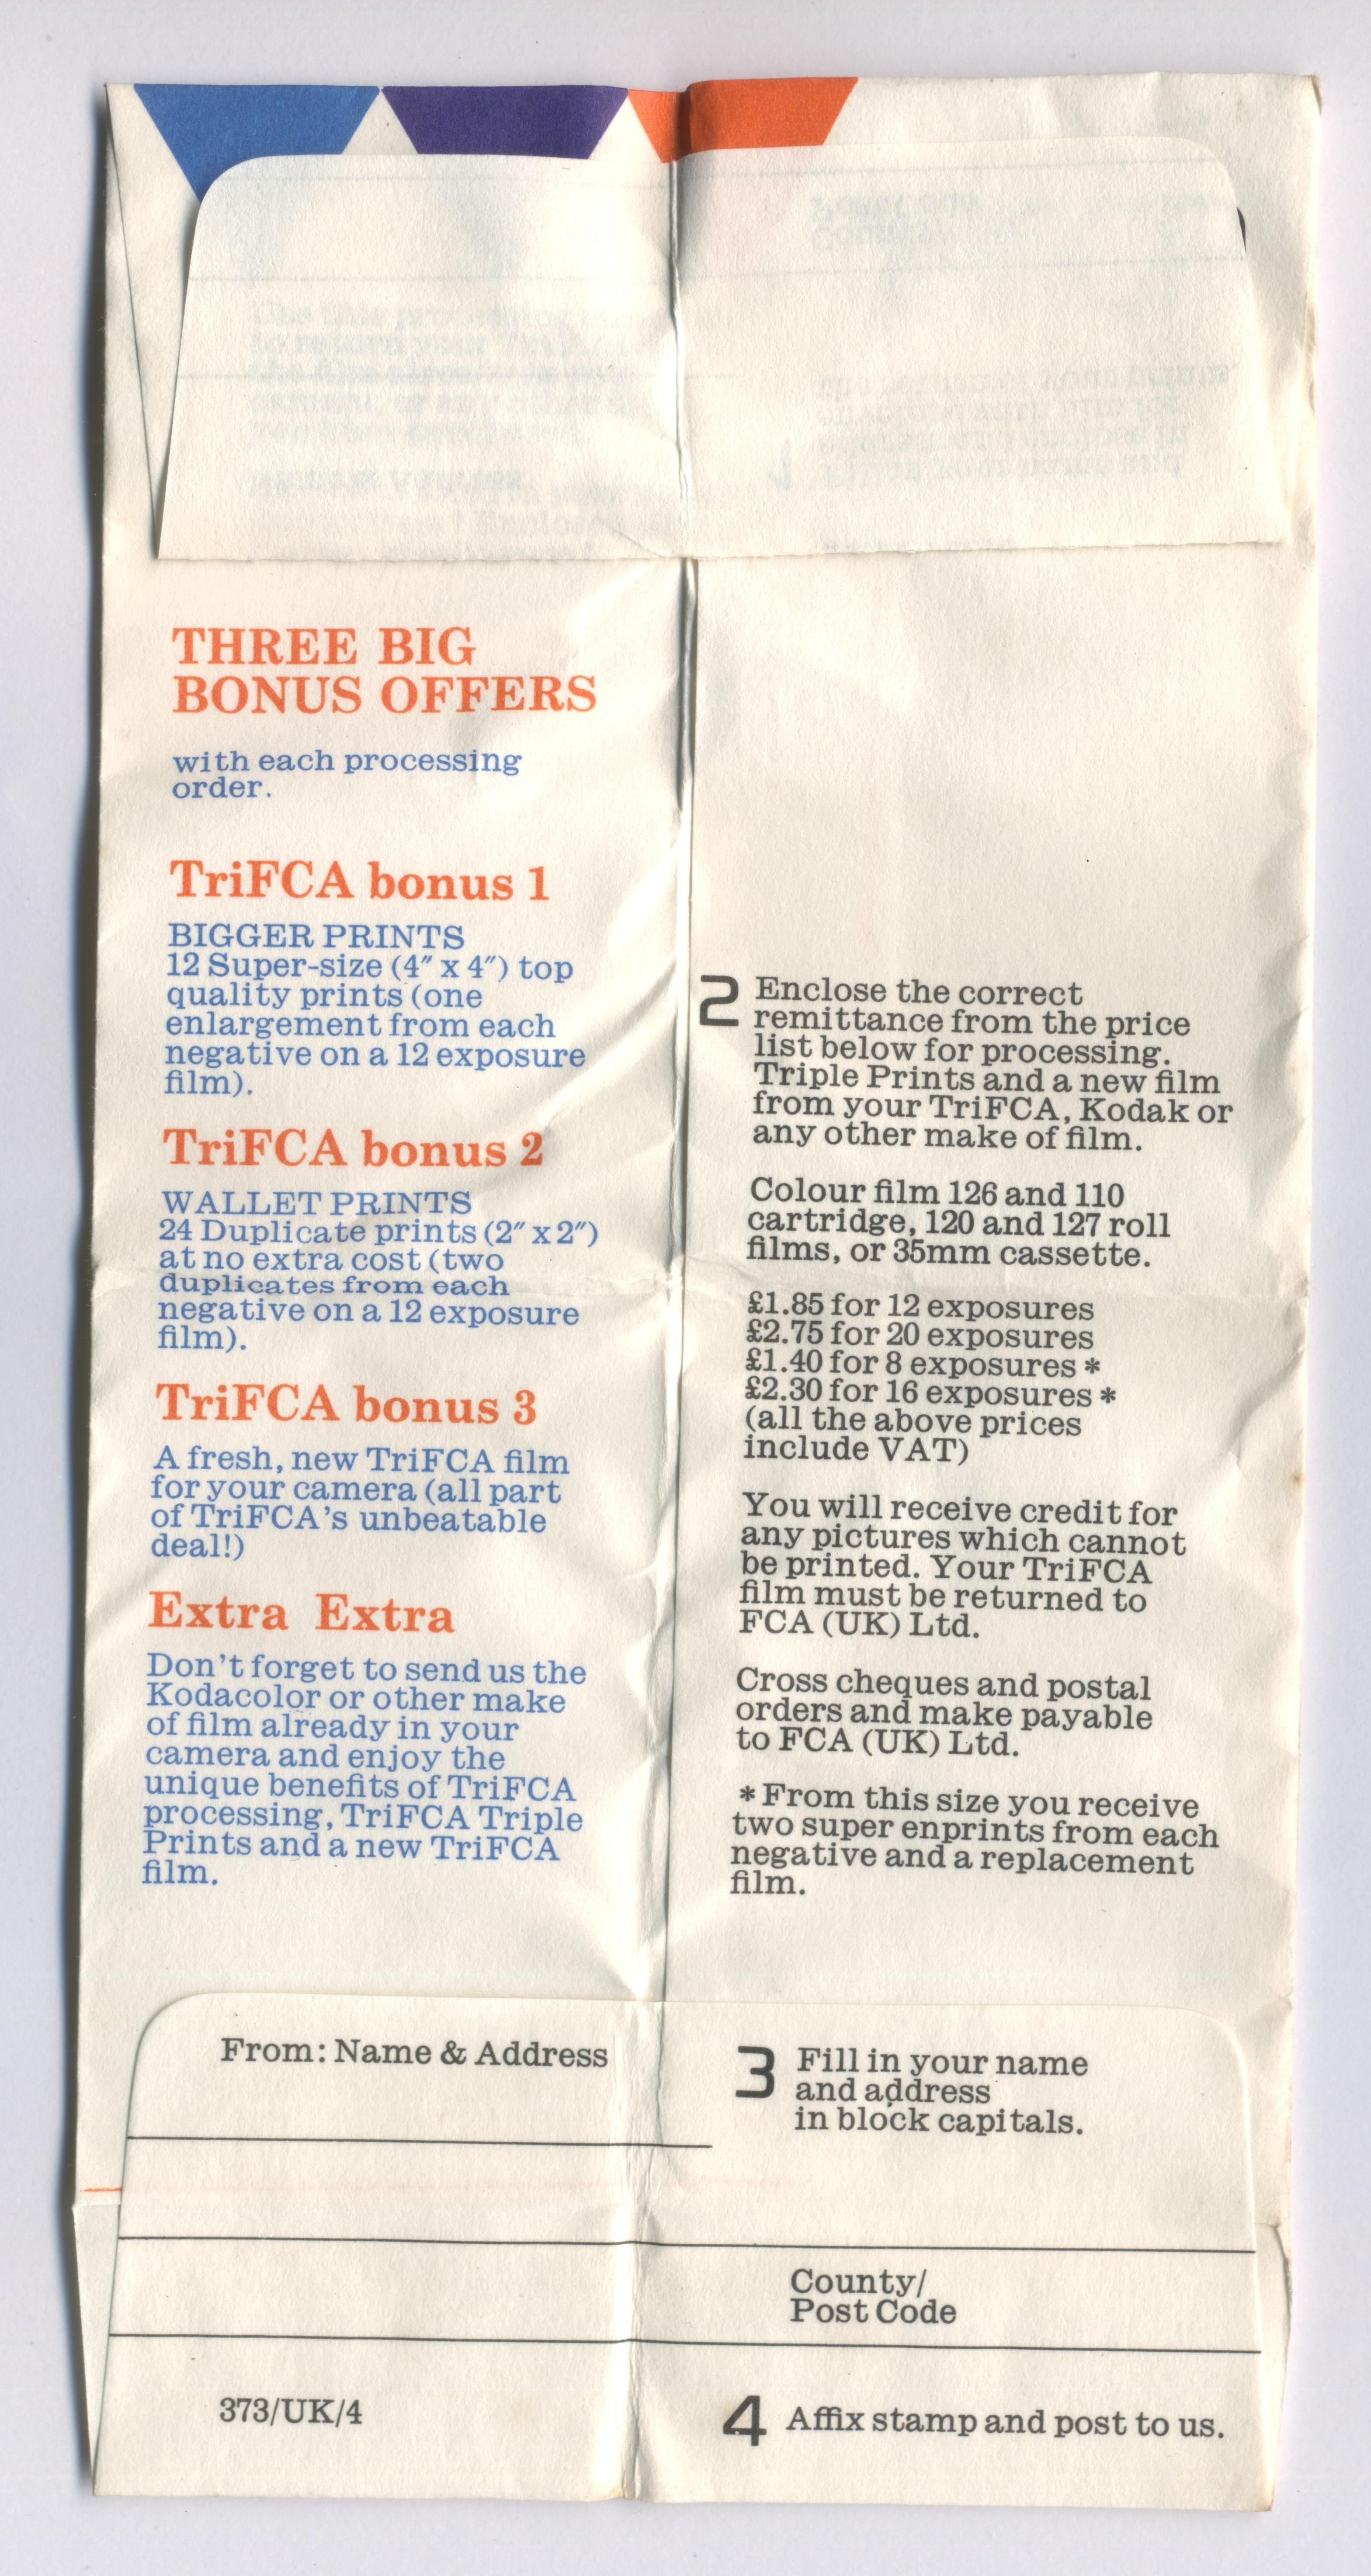 THREE BIG
BONUS OFFERS
with each processing
order.
TriFCA bonus 1
BIGGER PRINTS
12 Super-size (4″ x 4″) top
quality prints (one
enlargement from each
negative on a 12 exposure
film).
TriFCA bonus 2
WALLET PRINTS
24 Duplicate prints (2″ x 2″)
at no extra cost (two
duplicates from each
negative on a 12 exposure
film).
TriFCA bonus 3
A fresh, new TriFCA film
for your camera (all part
of TriFCA's unbeatable
deal!)
Extra Extra
Don't forget to send us the
Kodacolor or other make
of film already in your
camera and enjoy the
unique benefits of TriFCA
processing, TriFCA Triple
Prints and a new TriFCA
film.
2 Enclose the correct
remittance from the price
list below for processing.
Triple Prints and a new film
from your TriFCA, Kodak or
any other make of film.
Colour film 126 and 110
cartridge, 120 and 127 roll
films, or 35mm cassette.
£1.85 for 12 exposures
£2.75 for 20 exposures
£1.40 for 8 exposures *
£2.30 for 16 exposures *
(all the above prices
include VAT)
You will receive credit for
any pictures which cannot
be printed. Your TriFCA
film must be returned to
FCA (UK) Ltd.
Cross cheques and postal
orders and make payable
to FCA (UK) Ltd.
* From this size you receive
two super enprints from each
negative and a replacement
film.
From: Name & Address
3 Fill in your name
and address
in block capitals.
County/
Post Code
373/UK/4
4 Affix stamp and post to us.